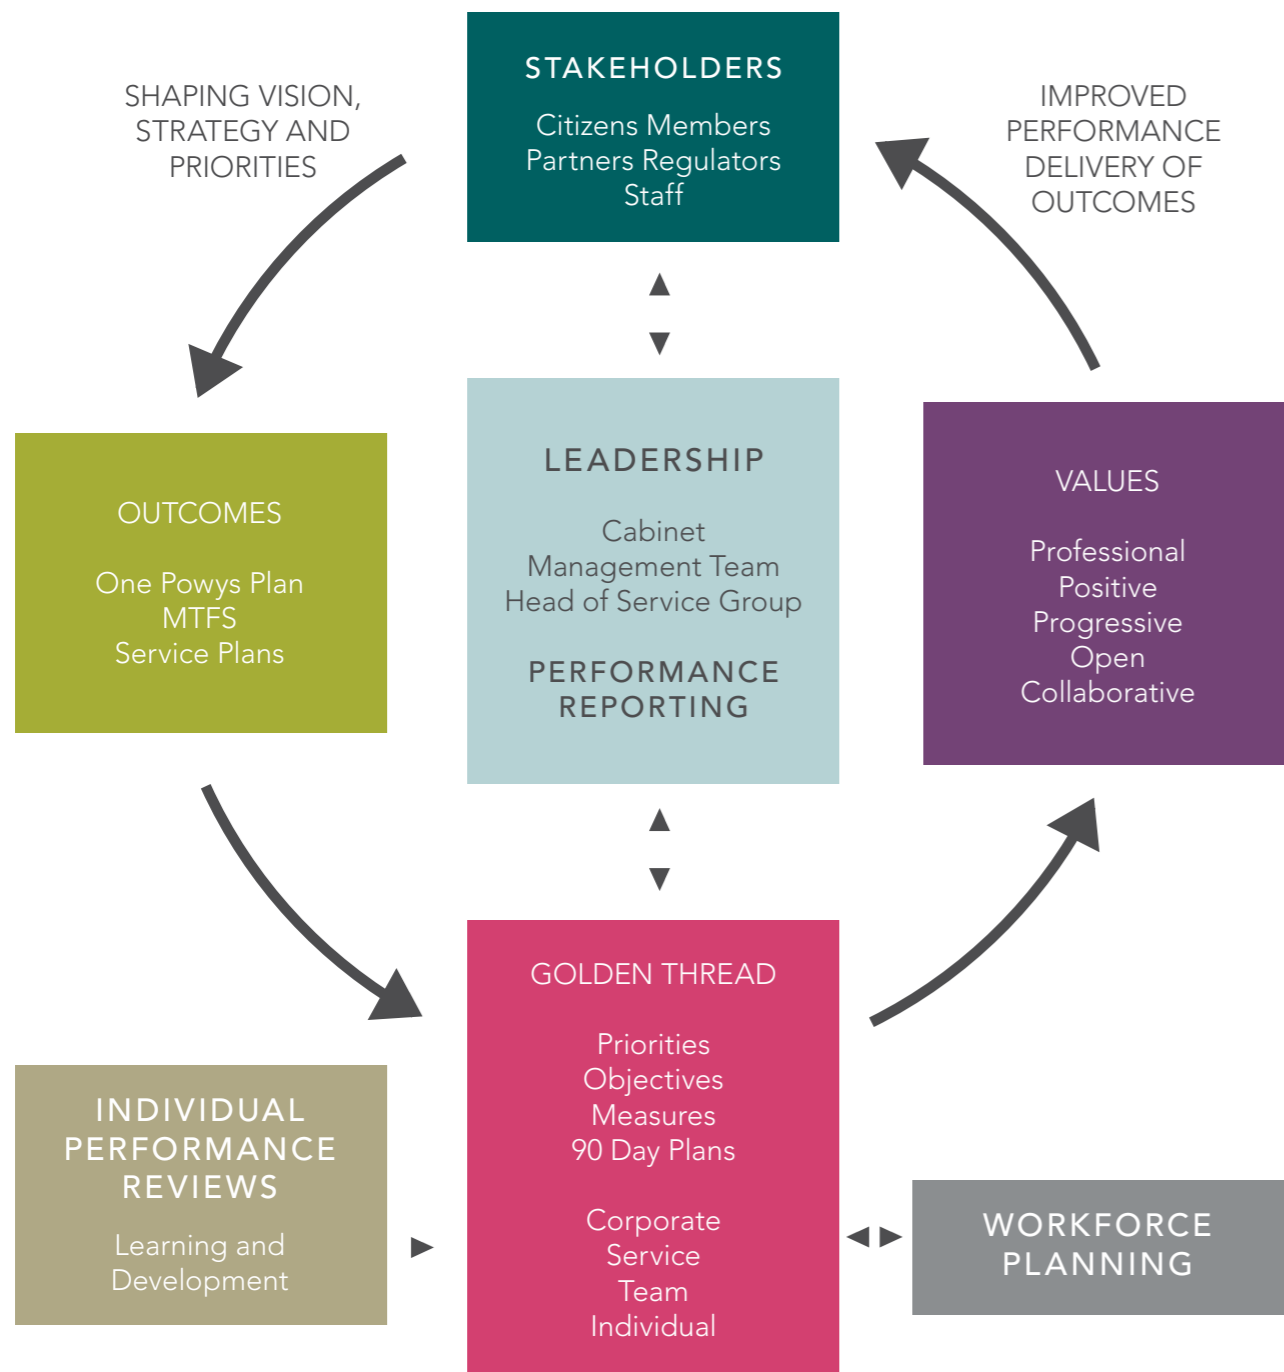 STAKEHOLDERS
Citizens Members
Partners Regulators
Staff
SHAPING VISION,
STRATEGY AND
PRIORITIES
IMPROVED
PERFORMANCE
DELIVERY OF
OUTCOMES
OUTCOMES
One Powys Plan
MTFS
Service Plans
LEADERSHIP
Cabinet
Management Team
Head of Service Group
PERFORMANCE
REPORTING
VALUES
Professional
Positive
Progressive
Open
Collaborative
GOLDEN THREAD
Priorities
Objectives
Measures
90 Day Plans
Corporate
Service
Team
Individual
INDIVIDUAL
PERFORMANCE
REVIEWS
Learning and
Development
WORKFORCE
PLANNING